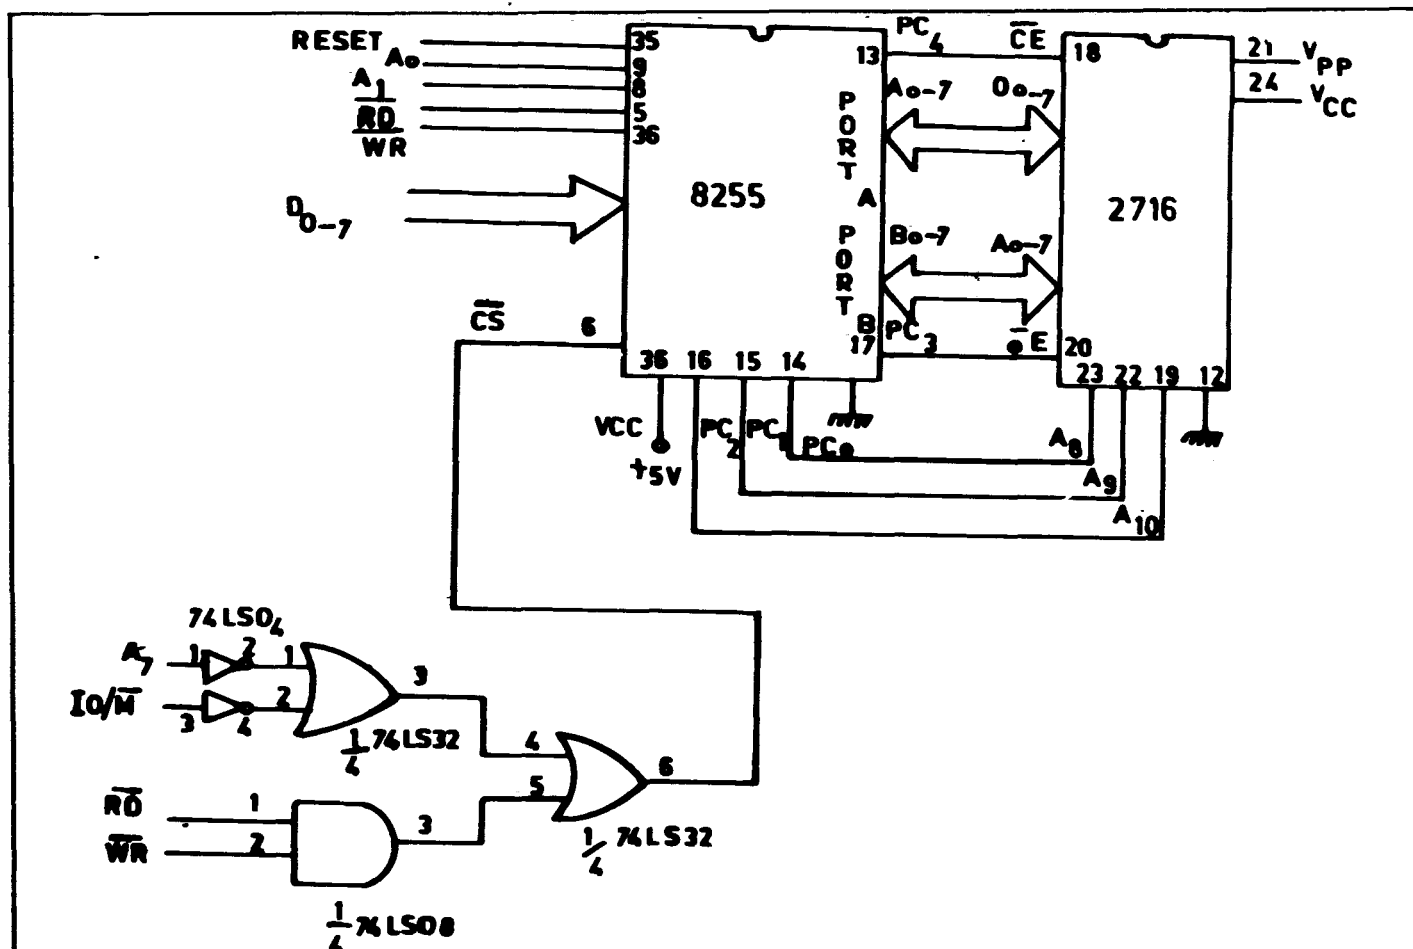 RESET
A0
A1
RD
WR
D0-7
CS
6
35
9
8
5
36
8255
PORT A
PORT B
13
17
36
16
15
14
VCC
+5V
PC2
PC1
PC0
PC4
CE
A0-7
O0-7
B0-7
A0-7
PC3
E
18
2716
20
23
22
19
12
21
VPP
24
VCC
A8
A9
A10
74LS04
A7
1
2
1
IO/M
3
4
2
3
1/4 74LS32
RD
1
WR
2
3
1/4 74LS08
4
5
6
1/4 74LS32